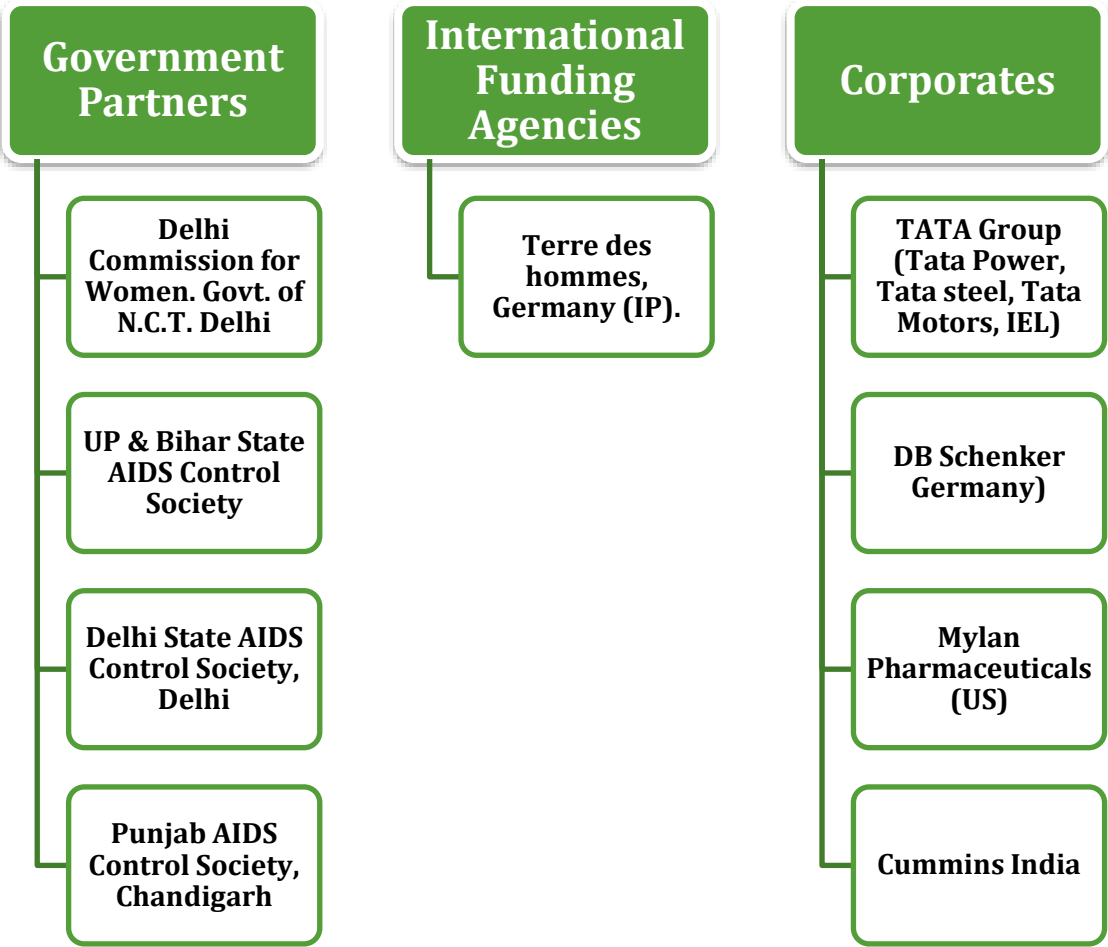 Government
Partners
Delhi
Commission for
Women. Govt. of
N.C.T. Delhi
UP & Bihar State
AIDS Control
Society
Delhi State AIDS
Control Society,
Delhi
Punjab AIDS
Control Society,
Chandigarh
International
Funding
Agencies
Terre des
hommes,
Germany (IP).
Corporates
TATA Group
(Tata Power,
Tata steel, Tata
Motors, IEL)
DB Schenker
Germany)
Mylan
Pharmaceuticals
(US)
Cummins India